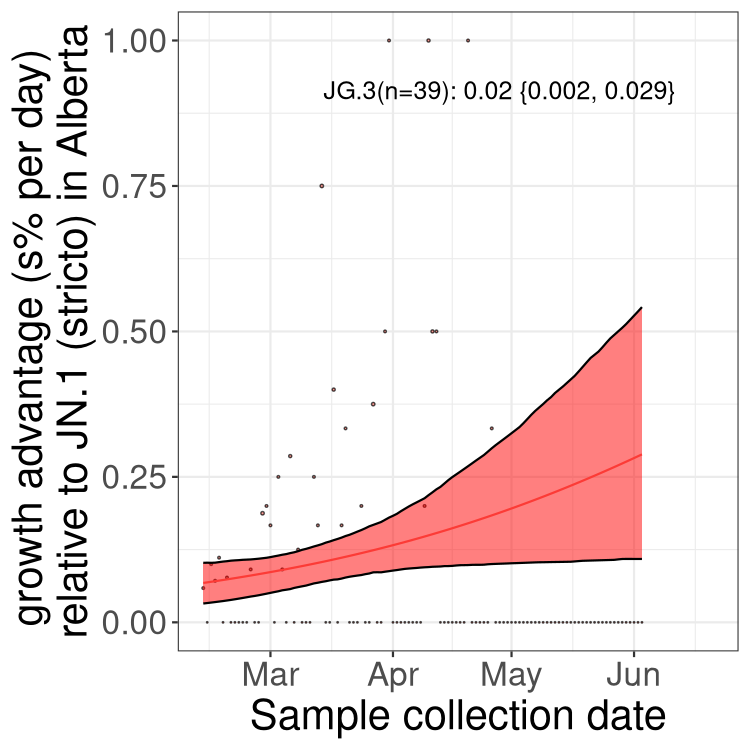 growth advantage (s% per day)
relative to JN.1 (stricto) in Alberta
1.00
0.75
0.50
0.25
0.00
JG.3(n=39): 0.02 {0.002, 0.029}
Mar Apr May Jun
Sample collection date